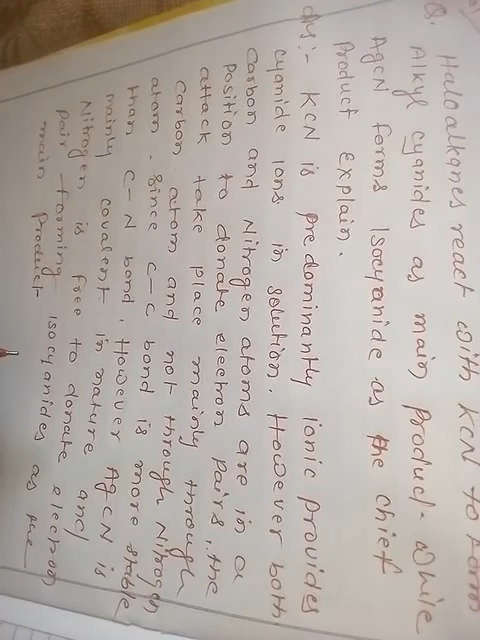 Q. Haloalkanes react with KCN to form
Alkyl cyanides as main product. while
AgCN forms Isocyanide as the chief
Product Explain.
Ans:- KCN is predominantly ionic provides
cyanide Ions in solution. However both
Carbon and Nitrogen atoms are in a
Position to donate electron pairs, the
attack take place mainly through
Carbon atom and not through Nitrogen
atom. Since C-C bond is more stable
than C-N bond, However AgCN is
mainly covalent in nature and
Nitrogen is free to donate electron
pair forming isocyanides as the
main Product